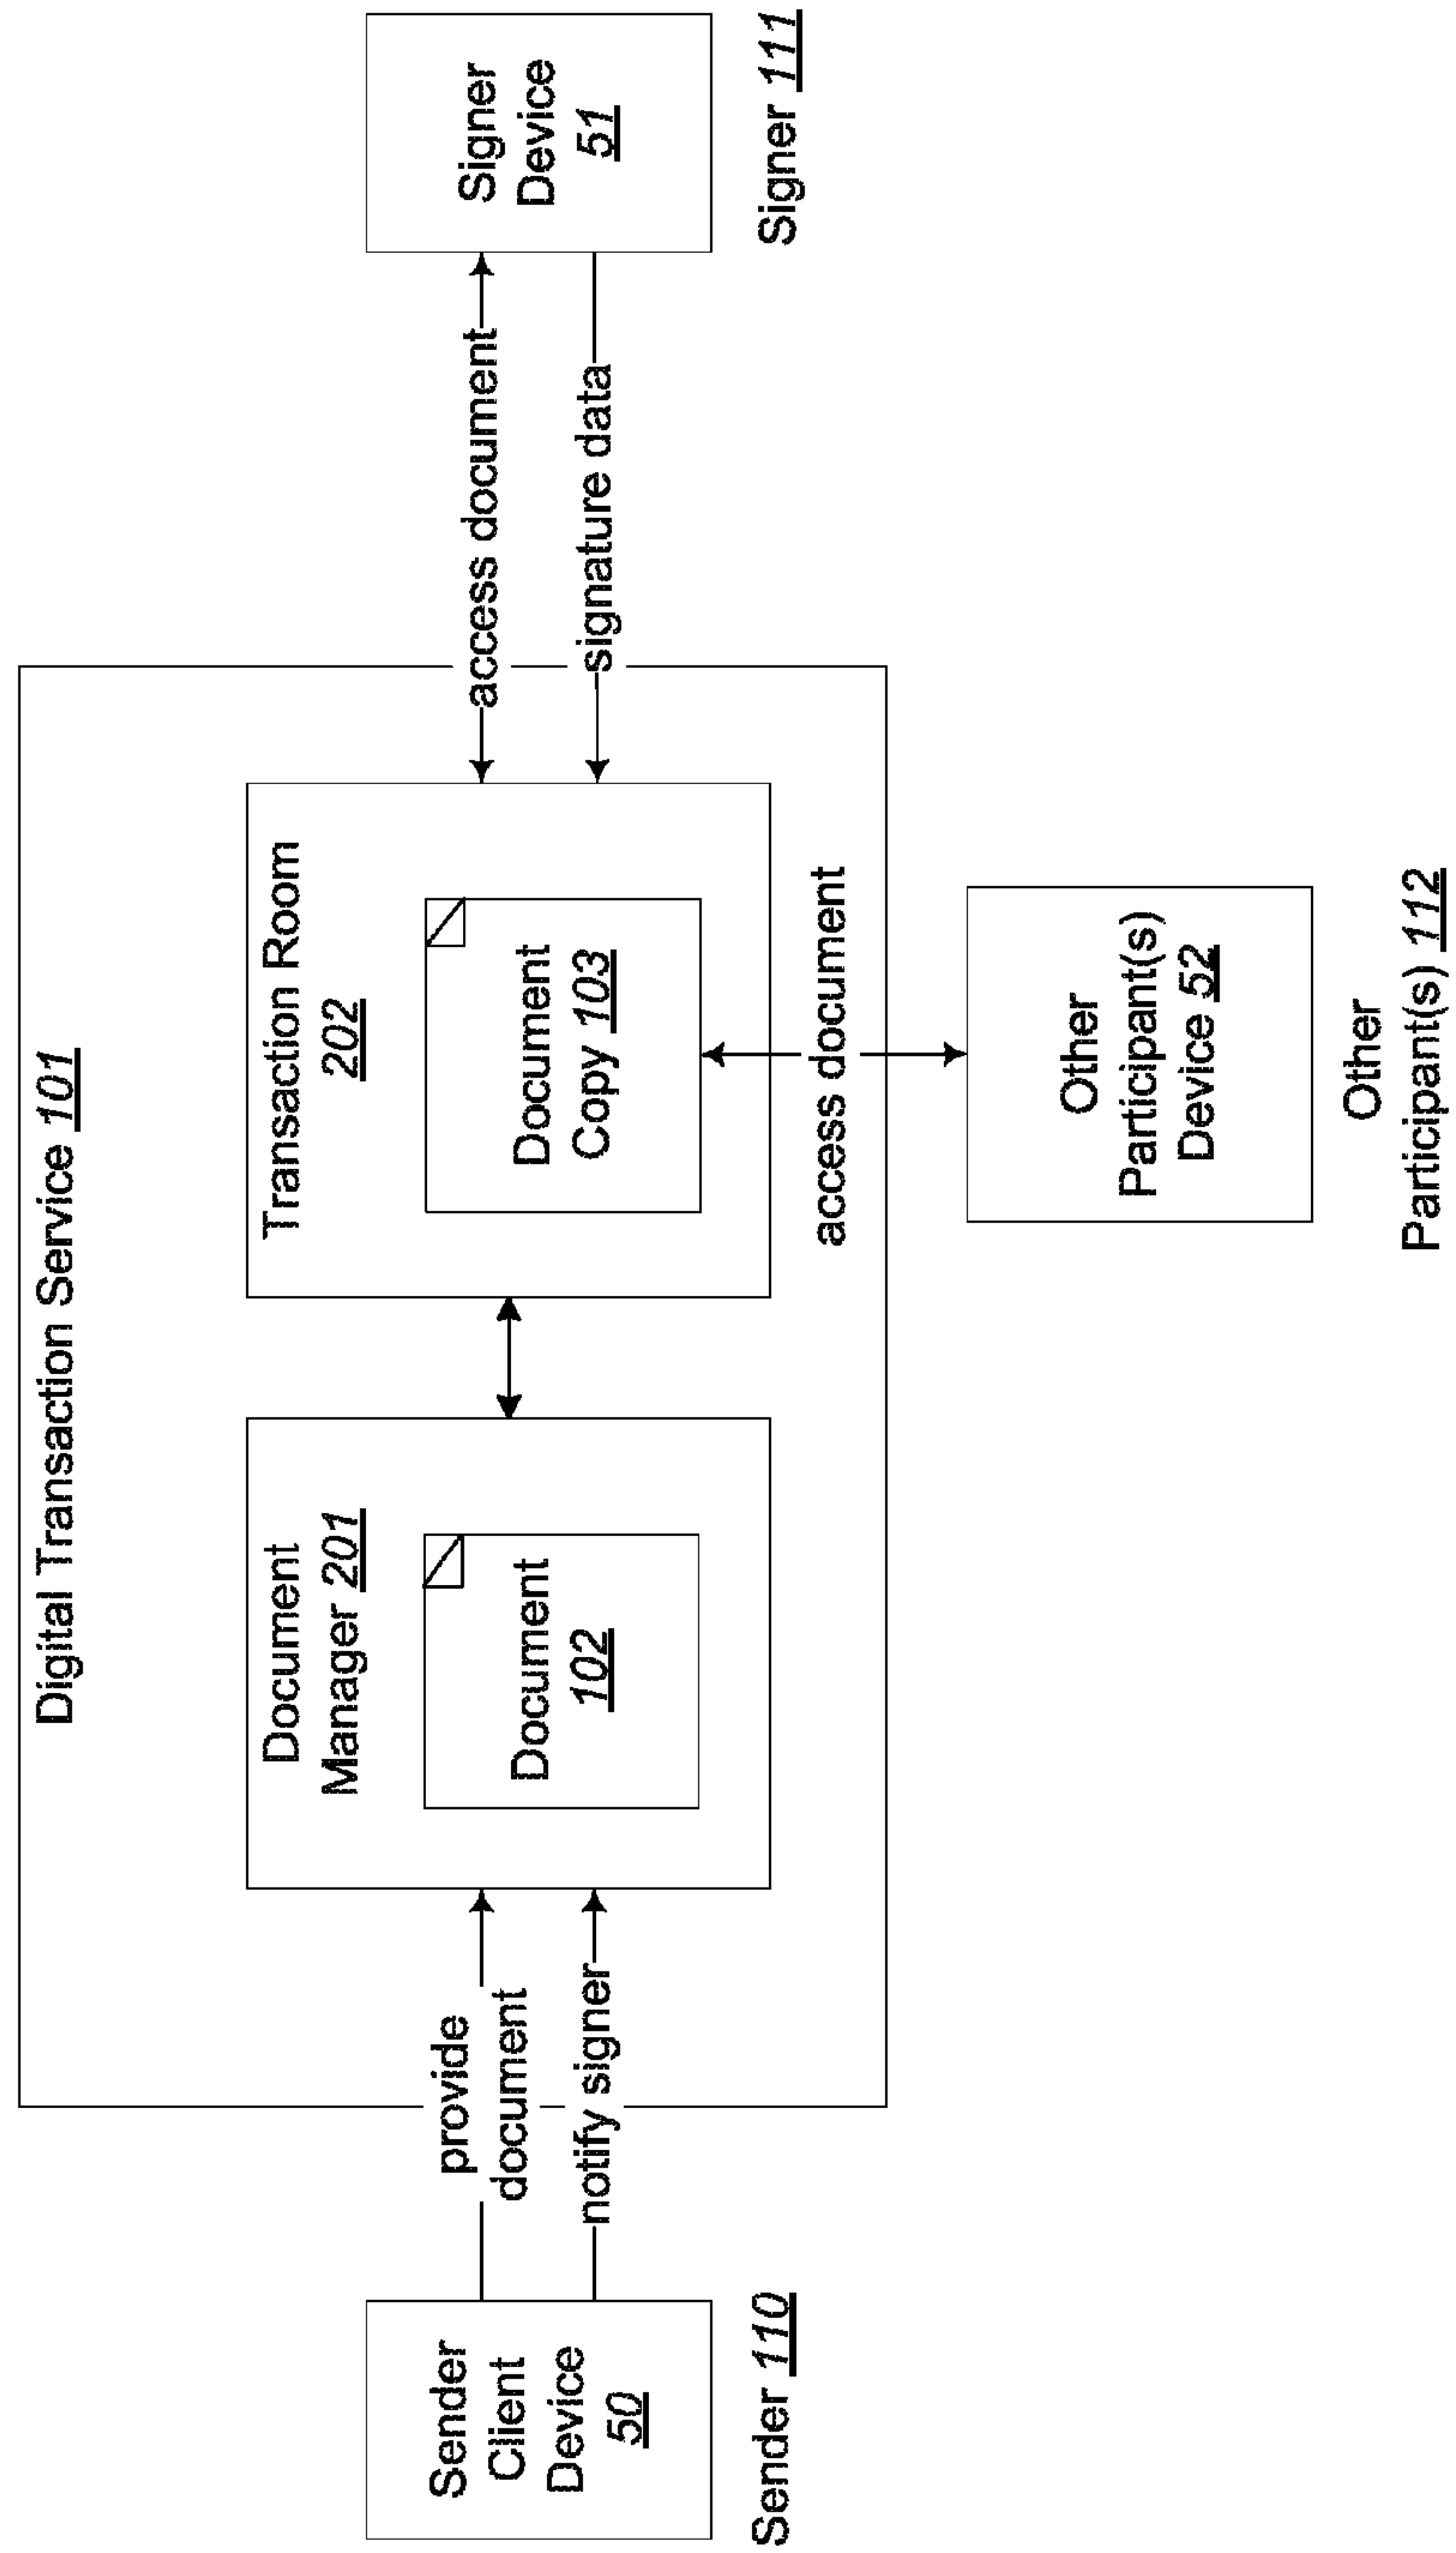 Digital Transaction Service 101
Sender
Client
Device
50
Sender 110
provide
document
notify signer
Document
Manager 201
Document
102
Transaction Room
202
Document
Copy 103
access document
signature data
Signer
Device
51
Signer 111
access document
Other
Participant(s)
Device 52
Other
Participant(s) 112